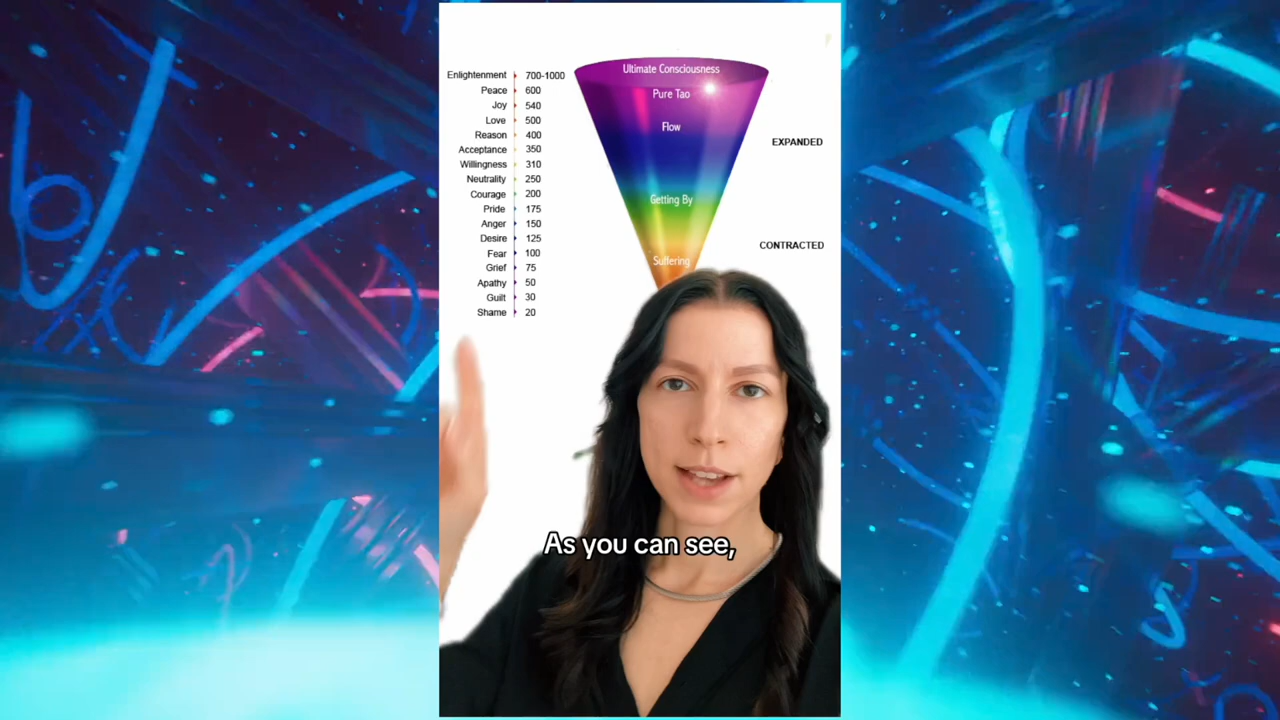 Enlightenment 700-1000
Peace 600
Joy 540
Love 500
Reason 400
Acceptance 350
Willingness 310
Neutrality 250
Courage 200
Pride 175
Anger 150
Desire 125
Fear 100
Grief 75
Apathy 50
Guilt 30
Shame 20
Ultimate Consciousness
Pure Tao
Flow
Getting By
Suffering
EXPANDED
CONTRACTED
As you can see,